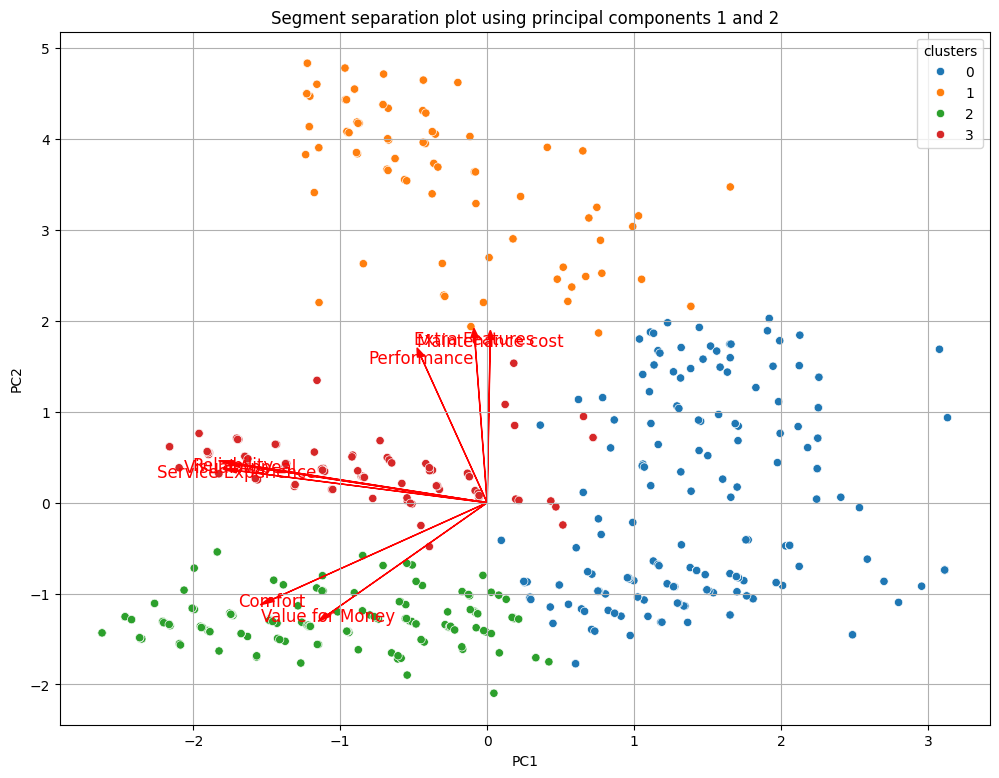 Segment separation plot using principal components 1 and 2
clusters
0
1
2
3
5
4
3
2
1
0
−1
−2
PC2
Extra Features
Maintenance cost
Performance
Reliability
Service Experience
Comfort
Value for Money
−2
−1
0
1
2
3
PC1